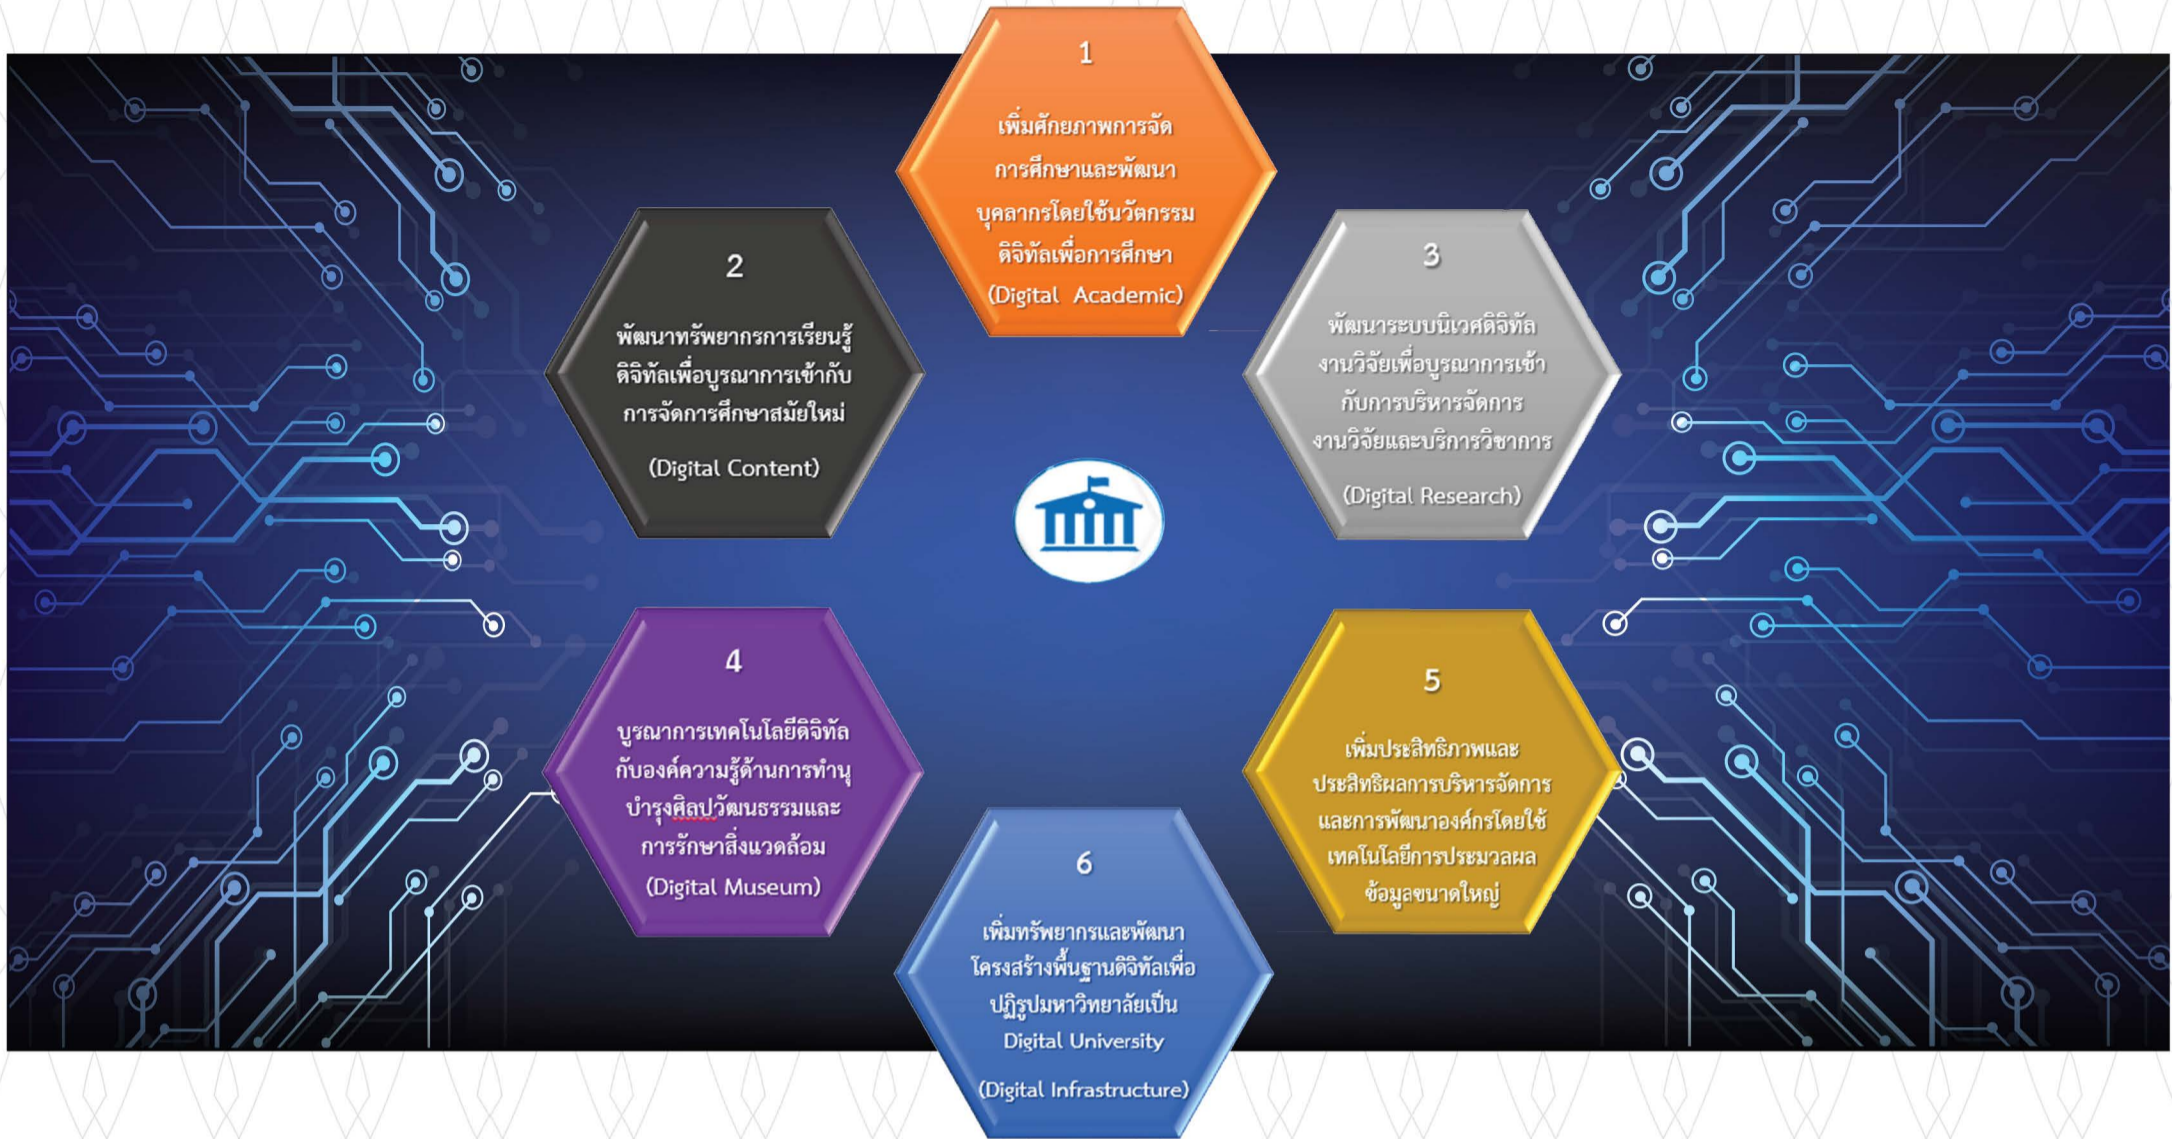 1
เพิ่มศักยภาพการจัด
การศึกษาและพัฒนา
บุคลากรโดยใช้นวัตกรรม
ดิจิทัลเพื่อการศึกษา
(Digital Academic)
2
พัฒนาทรัพยากรการเรียนรู้
ดิจิทัลเพื่อบูรณาการเข้ากับ
การจัดการศึกษาสมัยใหม่
(Digital Content)
3
พัฒนาระบบนิเวศดิจิทัล
งานวิจัยเพื่อบูรณาการเข้า
กับการบริหารจัดการ
งานวิจัยและบริการวิชาการ
(Digital Research)
4
บูรณาการเทคโนโลยีดิจิทัล
กับองค์ความรู้ด้านการทำนุ
บำรุงศิลปวัฒนธรรมและ
การรักษาสิ่งแวดล้อม
(Digital Museum)
5
เพิ่มประสิทธิภาพและ
ประสิทธิผลการบริหารจัดการ
และการพัฒนาองค์กรโดยใช้
เทคโนโลยีการประมวลผล
ข้อมูลขนาดใหญ่
6
เพิ่มทรัพยากรและพัฒนา
โครงสร้างพื้นฐานดิจิทัลเพื่อ
ปฏิรูปมหาวิทยาลัยเป็น
Digital University
(Digital Infrastructure)